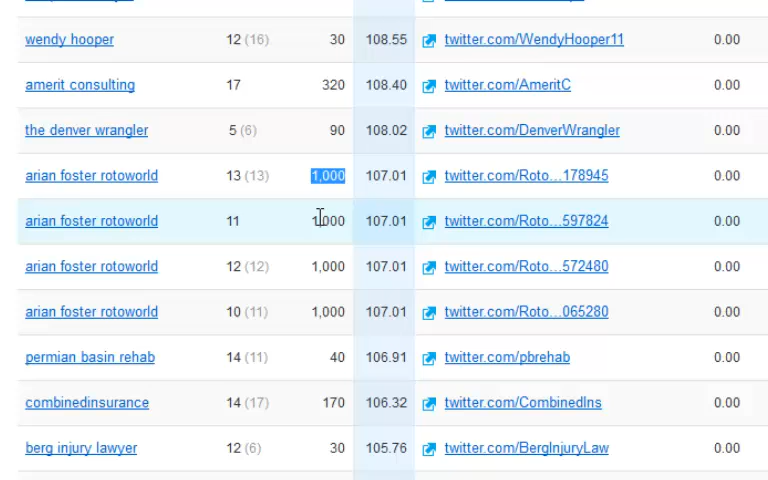 wendy hooper 12 (16) 30 108.55 twitter.com/WendyHooper11 0.00
amerit consulting 17 320 108.40 twitter.com/AmeritC 0.00
the denver wrangler 5 (6) 90 108.02 twitter.com/DenverWrangler 0.00
arian foster rotoworld 13 (13) 1,000 107.01 twitter.com/Roto...178945 0.00
arian foster rotoworld 11 1,000 107.01 twitter.com/Roto...597824 0.00
arian foster rotoworld 12 (12) 1,000 107.01 twitter.com/Roto...572480 0.00
arian foster rotoworld 10 (11) 1,000 107.01 twitter.com/Roto...065280 0.00
permian basin rehab 14 (11) 40 106.91 twitter.com/pbrehab 0.00
combinedinsurance 14 (17) 170 106.32 twitter.com/CombinedIns 0.00
berg injury lawyer 12 (6) 30 105.76 twitter.com/BergInjuryLaw 0.00